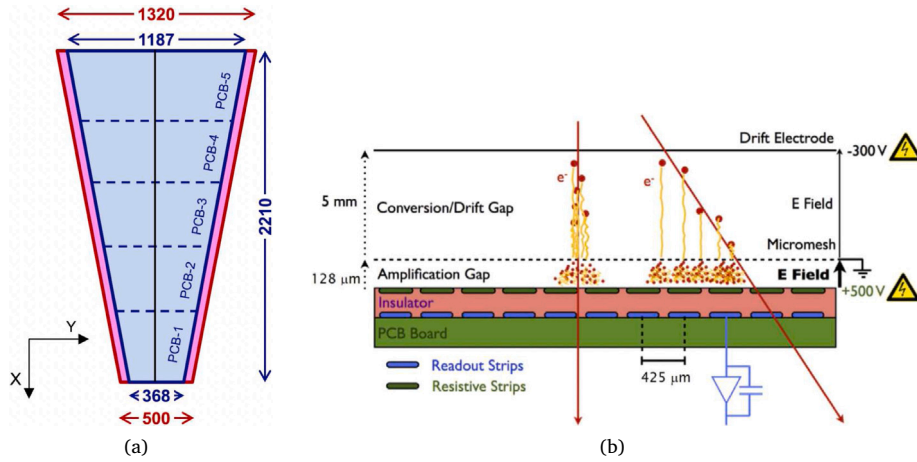 1320
1187
PCB-5
PCB-4
PCB-3
PCB-2
PCB-1
2210
Y
X
368
500
(a)
Drift Electrode
-300 V
e-
e-
5 mm
Conversion/Drift Gap
E Field
Micromesh
128 µm
Amplification Gap
E Field
+500 V
Insulator
PCB Board
Readout Strips
Resistive Strips
425 µm
(b)